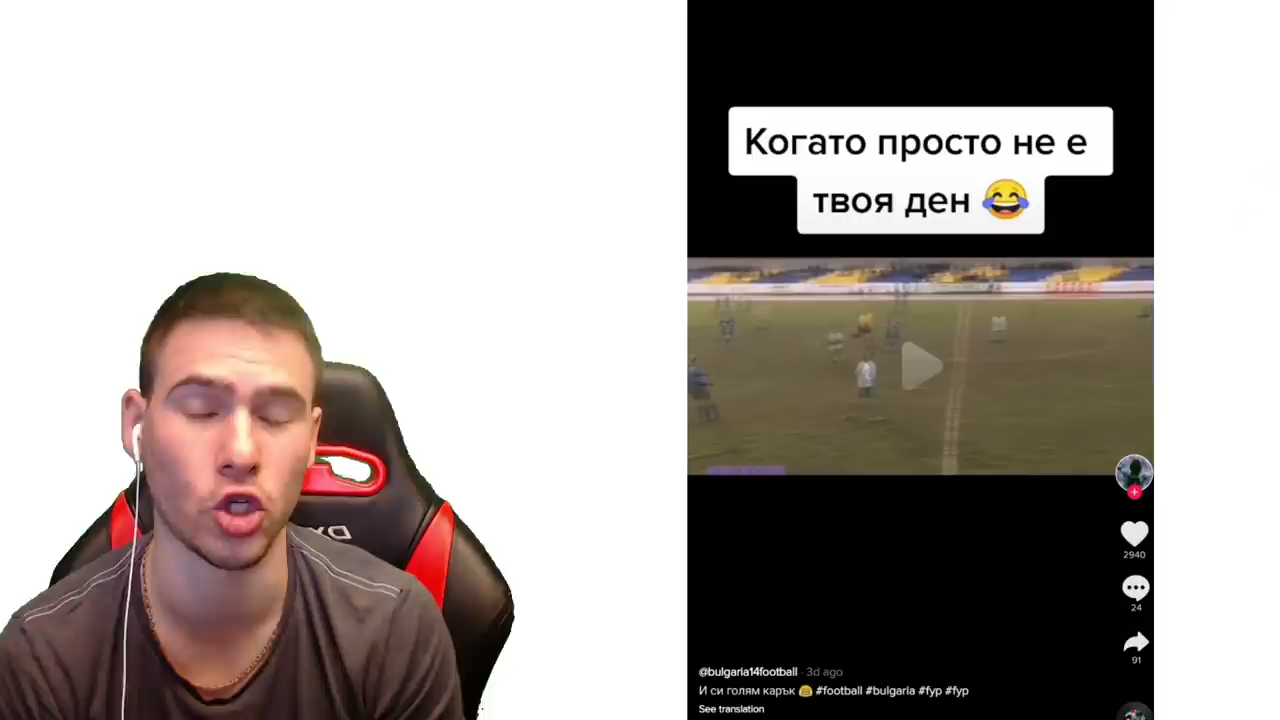 Когато просто не е
твоя ден 😂
2940
24
91
@bulgaria14football · 3d ago
И си голям карък 😂 #football #bulgaria #fyp #fyp
See translation